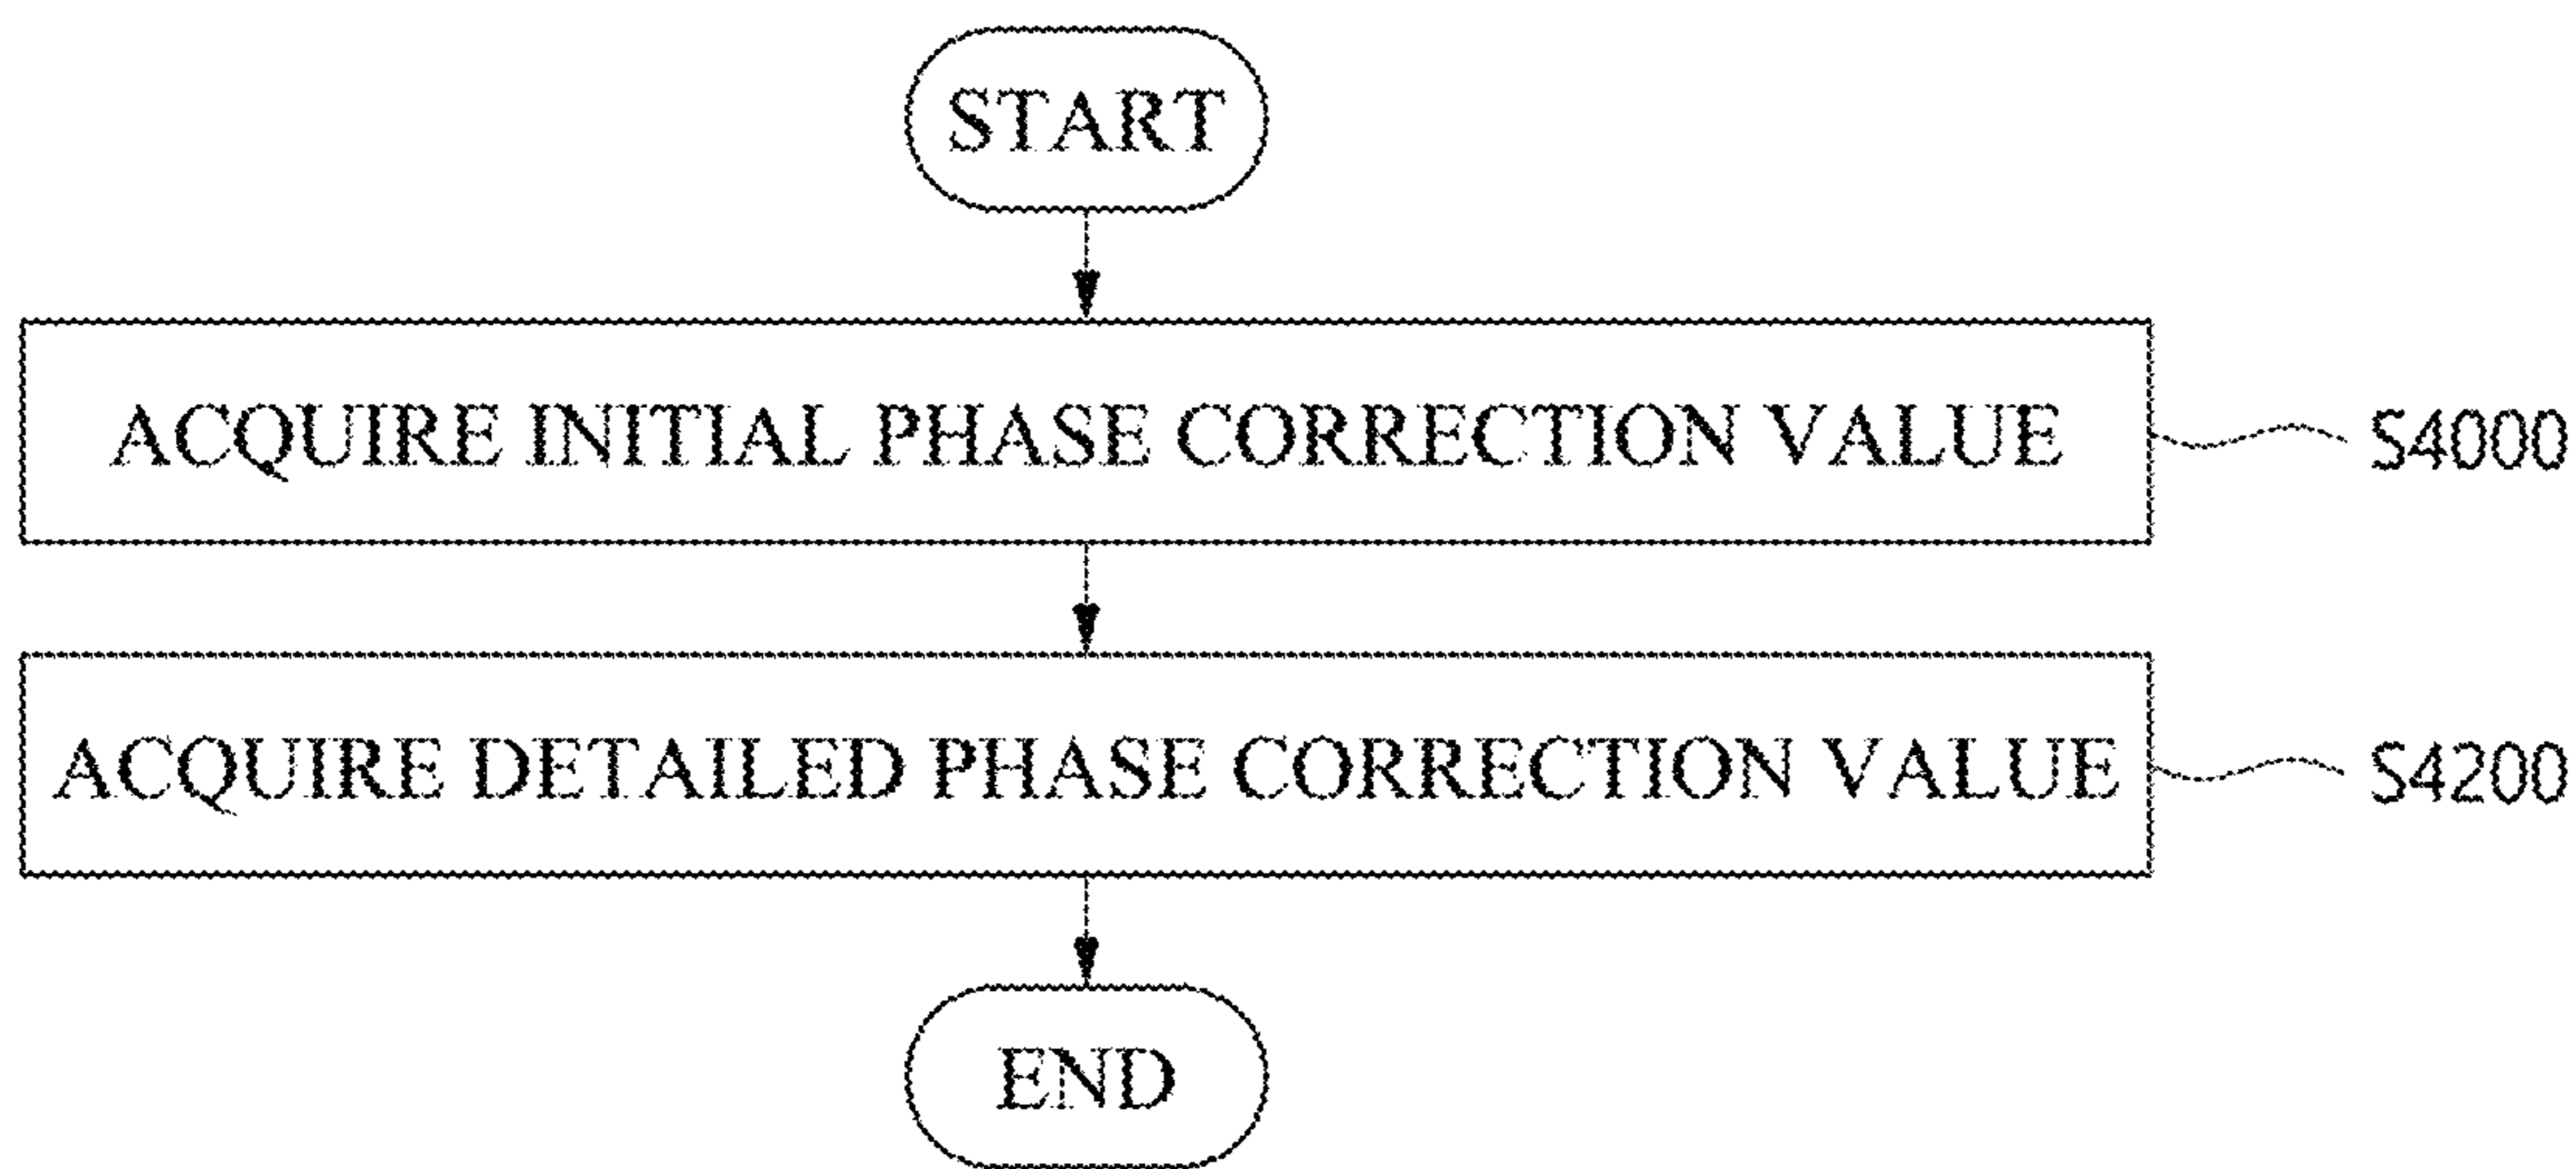 START
ACQUIRE INITIAL PHASE CORRECTION VALUE
S4000
ACQUIRE DETAILED PHASE CORRECTION VALUE
S4200
END